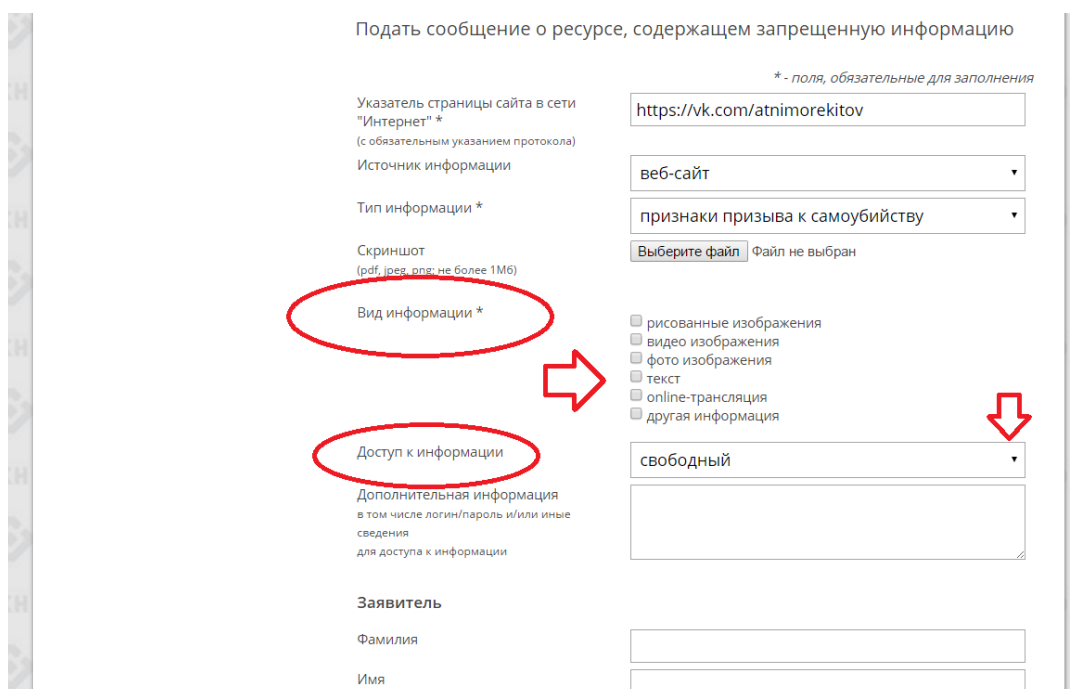 Подать сообщение о ресурсе, содержащем запрещенную информацию
* - поля, обязательные для заполнения
Указатель страницы сайта в сети
"Интернет" *
(с обязательным указанием протокола)
https://vk.com/atnimorekitov
Источник информации
веб-сайт
Тип информации *
признаки призыва к самоубийству
Скриншот
(pdf, jpeg, png; не более 1Мб)
Выберите файл Файл не выбран
Вид информации *
рисованные изображения
видео изображения
фото изображения
текст
online-трансляция
другая информация
Доступ к информации
свободный
Дополнительная информация
в том числе логин/пароль и/или иные
сведения
для доступа к информации
Заявитель
Фамилия
Имя